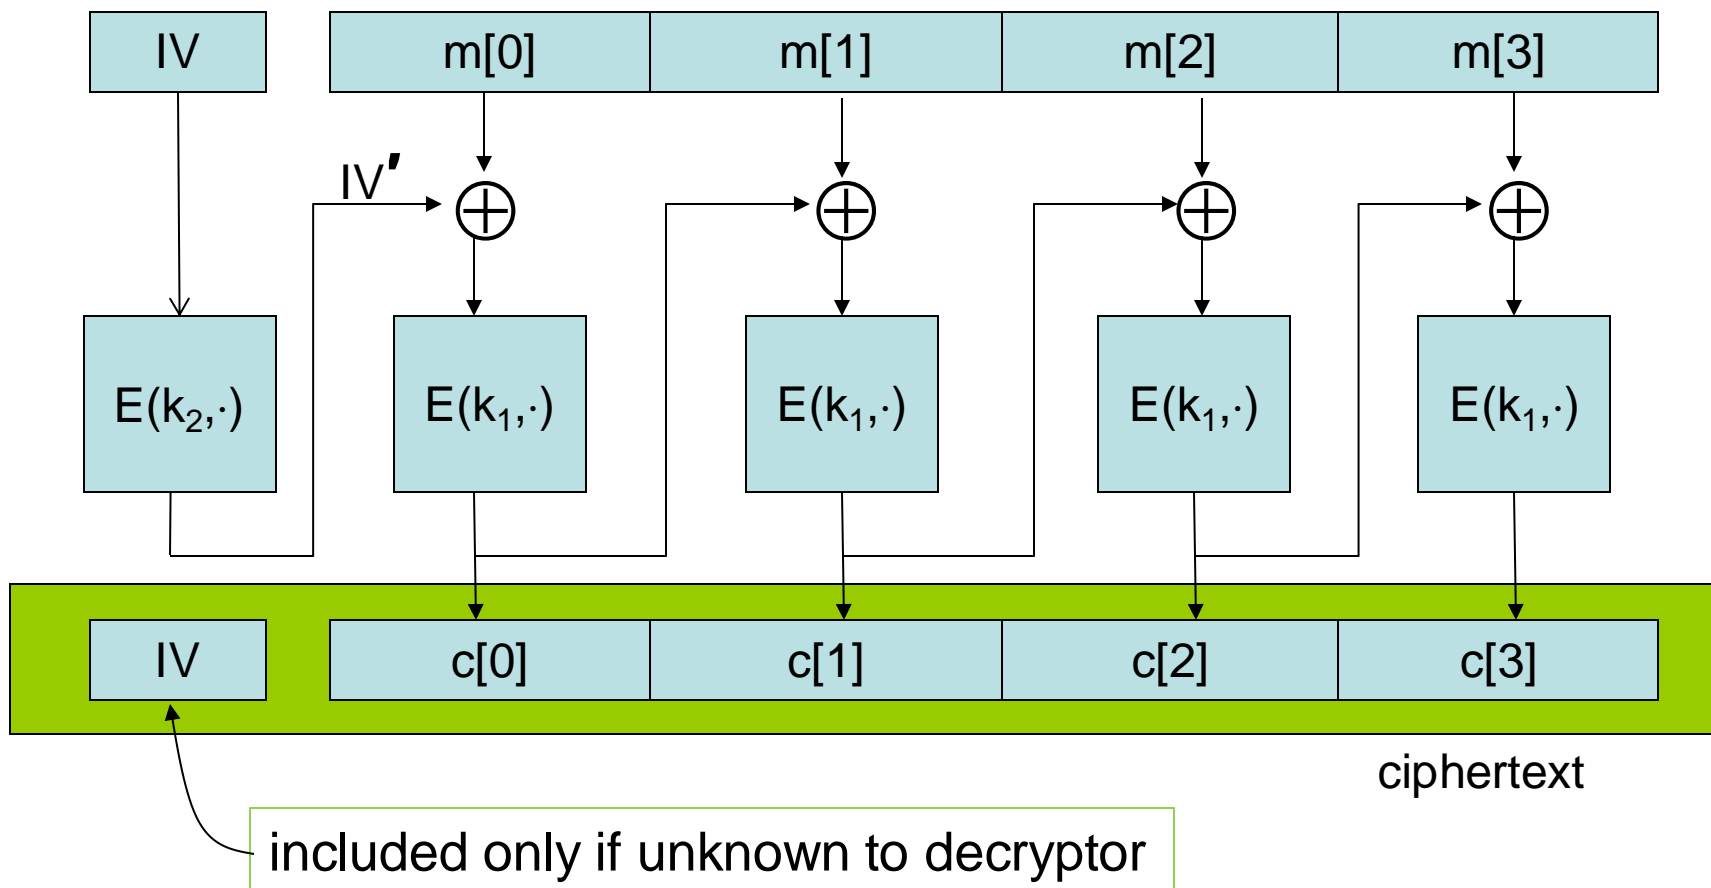 IV m[0] m[1] m[2] m[3]
IV′
E(k₂,·) E(k₁,·) E(k₁,·) E(k₁,·) E(k₁,·)
IV c[0] c[1] c[2] c[3]
ciphertext
included only if unknown to decryptor